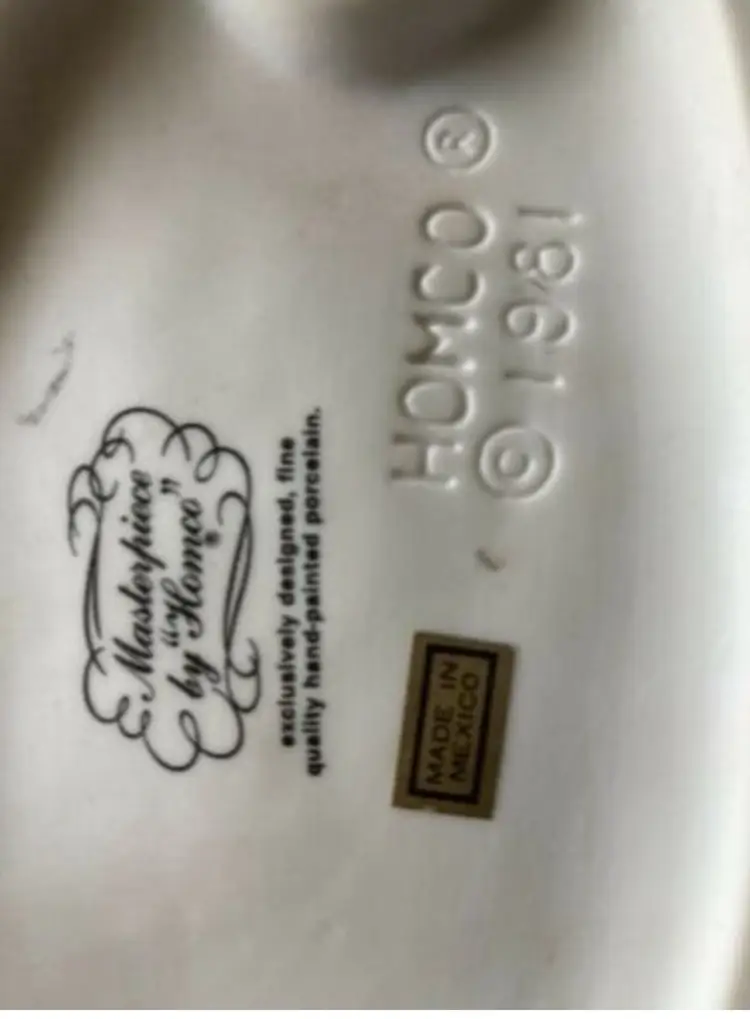 Masterpiece
by "Homco"®
exclusively designed, fine
quality hand-painted porcelain.
HOMCO ®
© 1981
MADE IN
MEXICO